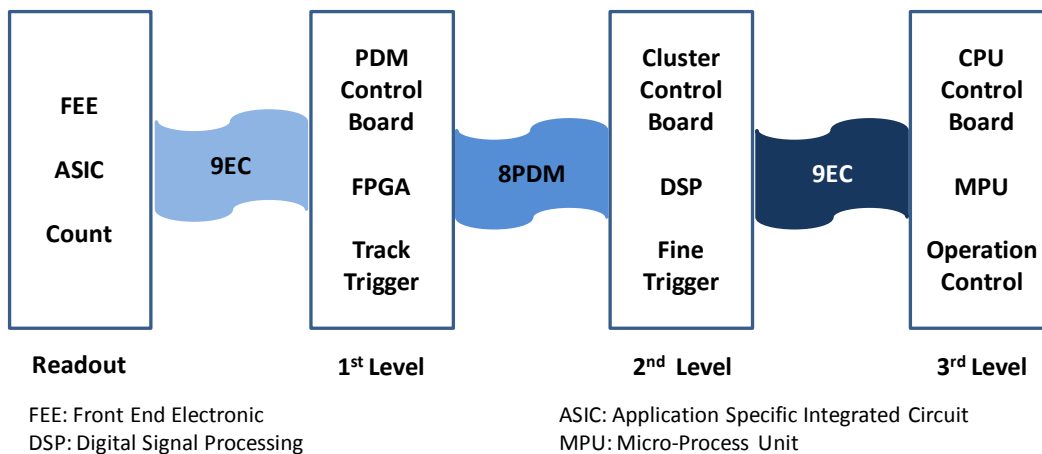 FEE
ASIC
Count
9EC
PDM
Control
Board
FPGA
Track
Trigger
8PDM
Cluster
Control
Board
DSP
Fine
Trigger
9EC
CPU
Control
Board
MPU
Operation
Control
Readout
1st Level
2nd Level
3rd Level
FEE: Front End Electronic
ASIC: Application Specific Integrated Circuit
DSP: Digital Signal Processing
MPU: Micro-Process Unit